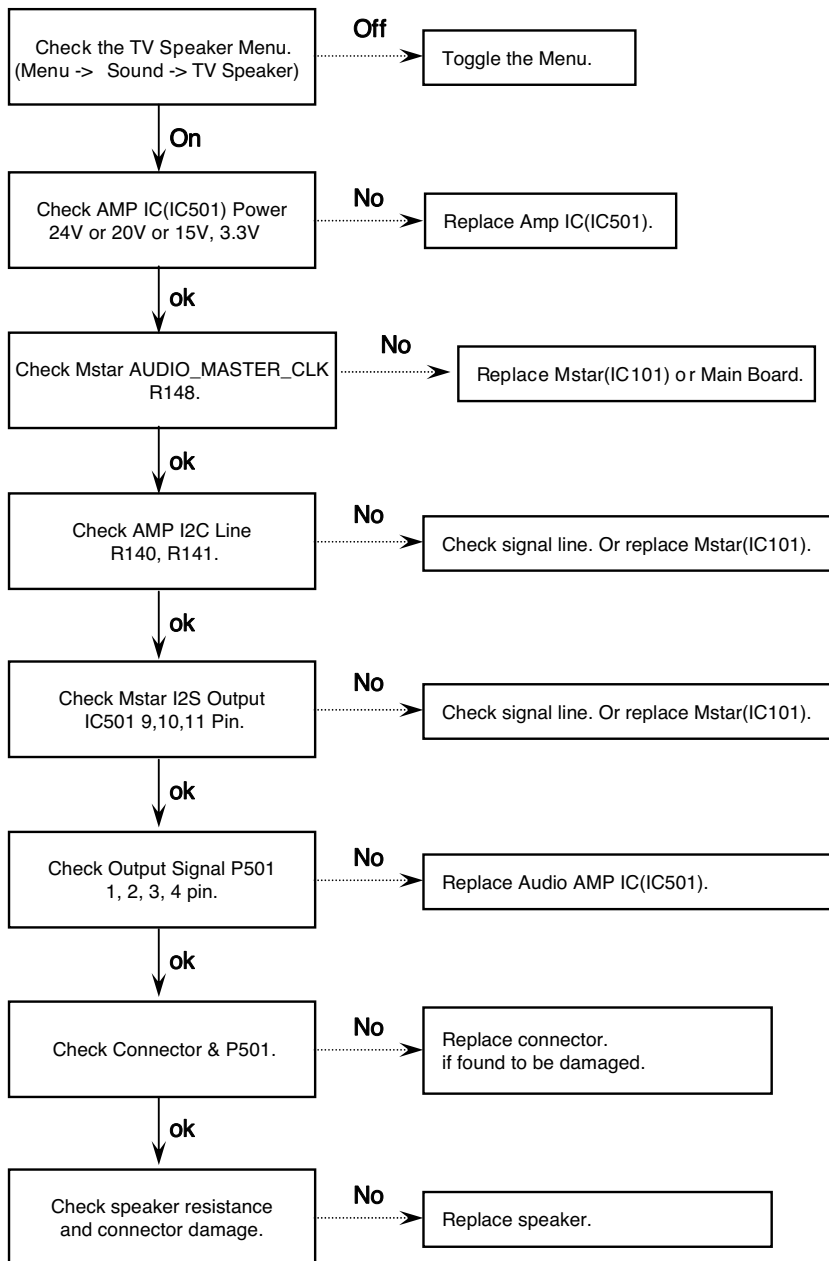 Check the TV Speaker Menu.
(Menu -> Sound -> TV Speaker)
Off
Toggle the Menu.
On
Check AMP IC(IC501) Power
24V or 20V or 15V, 3.3V
No
Replace Amp IC(IC501).
ok
Check Mstar AUDIO_MASTER_CLK
R148.
No
Replace Mstar(IC101) or Main Board.
ok
Check AMP I2C Line
R140, R141.
No
Check signal line. Or replace Mstar(IC101).
ok
Check Mstar I2S Output
IC501 9,10,11 Pin.
No
Check signal line. Or replace Mstar(IC101).
ok
Check Output Signal P501
1, 2, 3, 4 pin.
No
Replace Audio AMP IC(IC501).
ok
Check Connector & P501.
No
Replace connector.
if found to be damaged.
ok
Check speaker resistance
and connector damage.
No
Replace speaker.